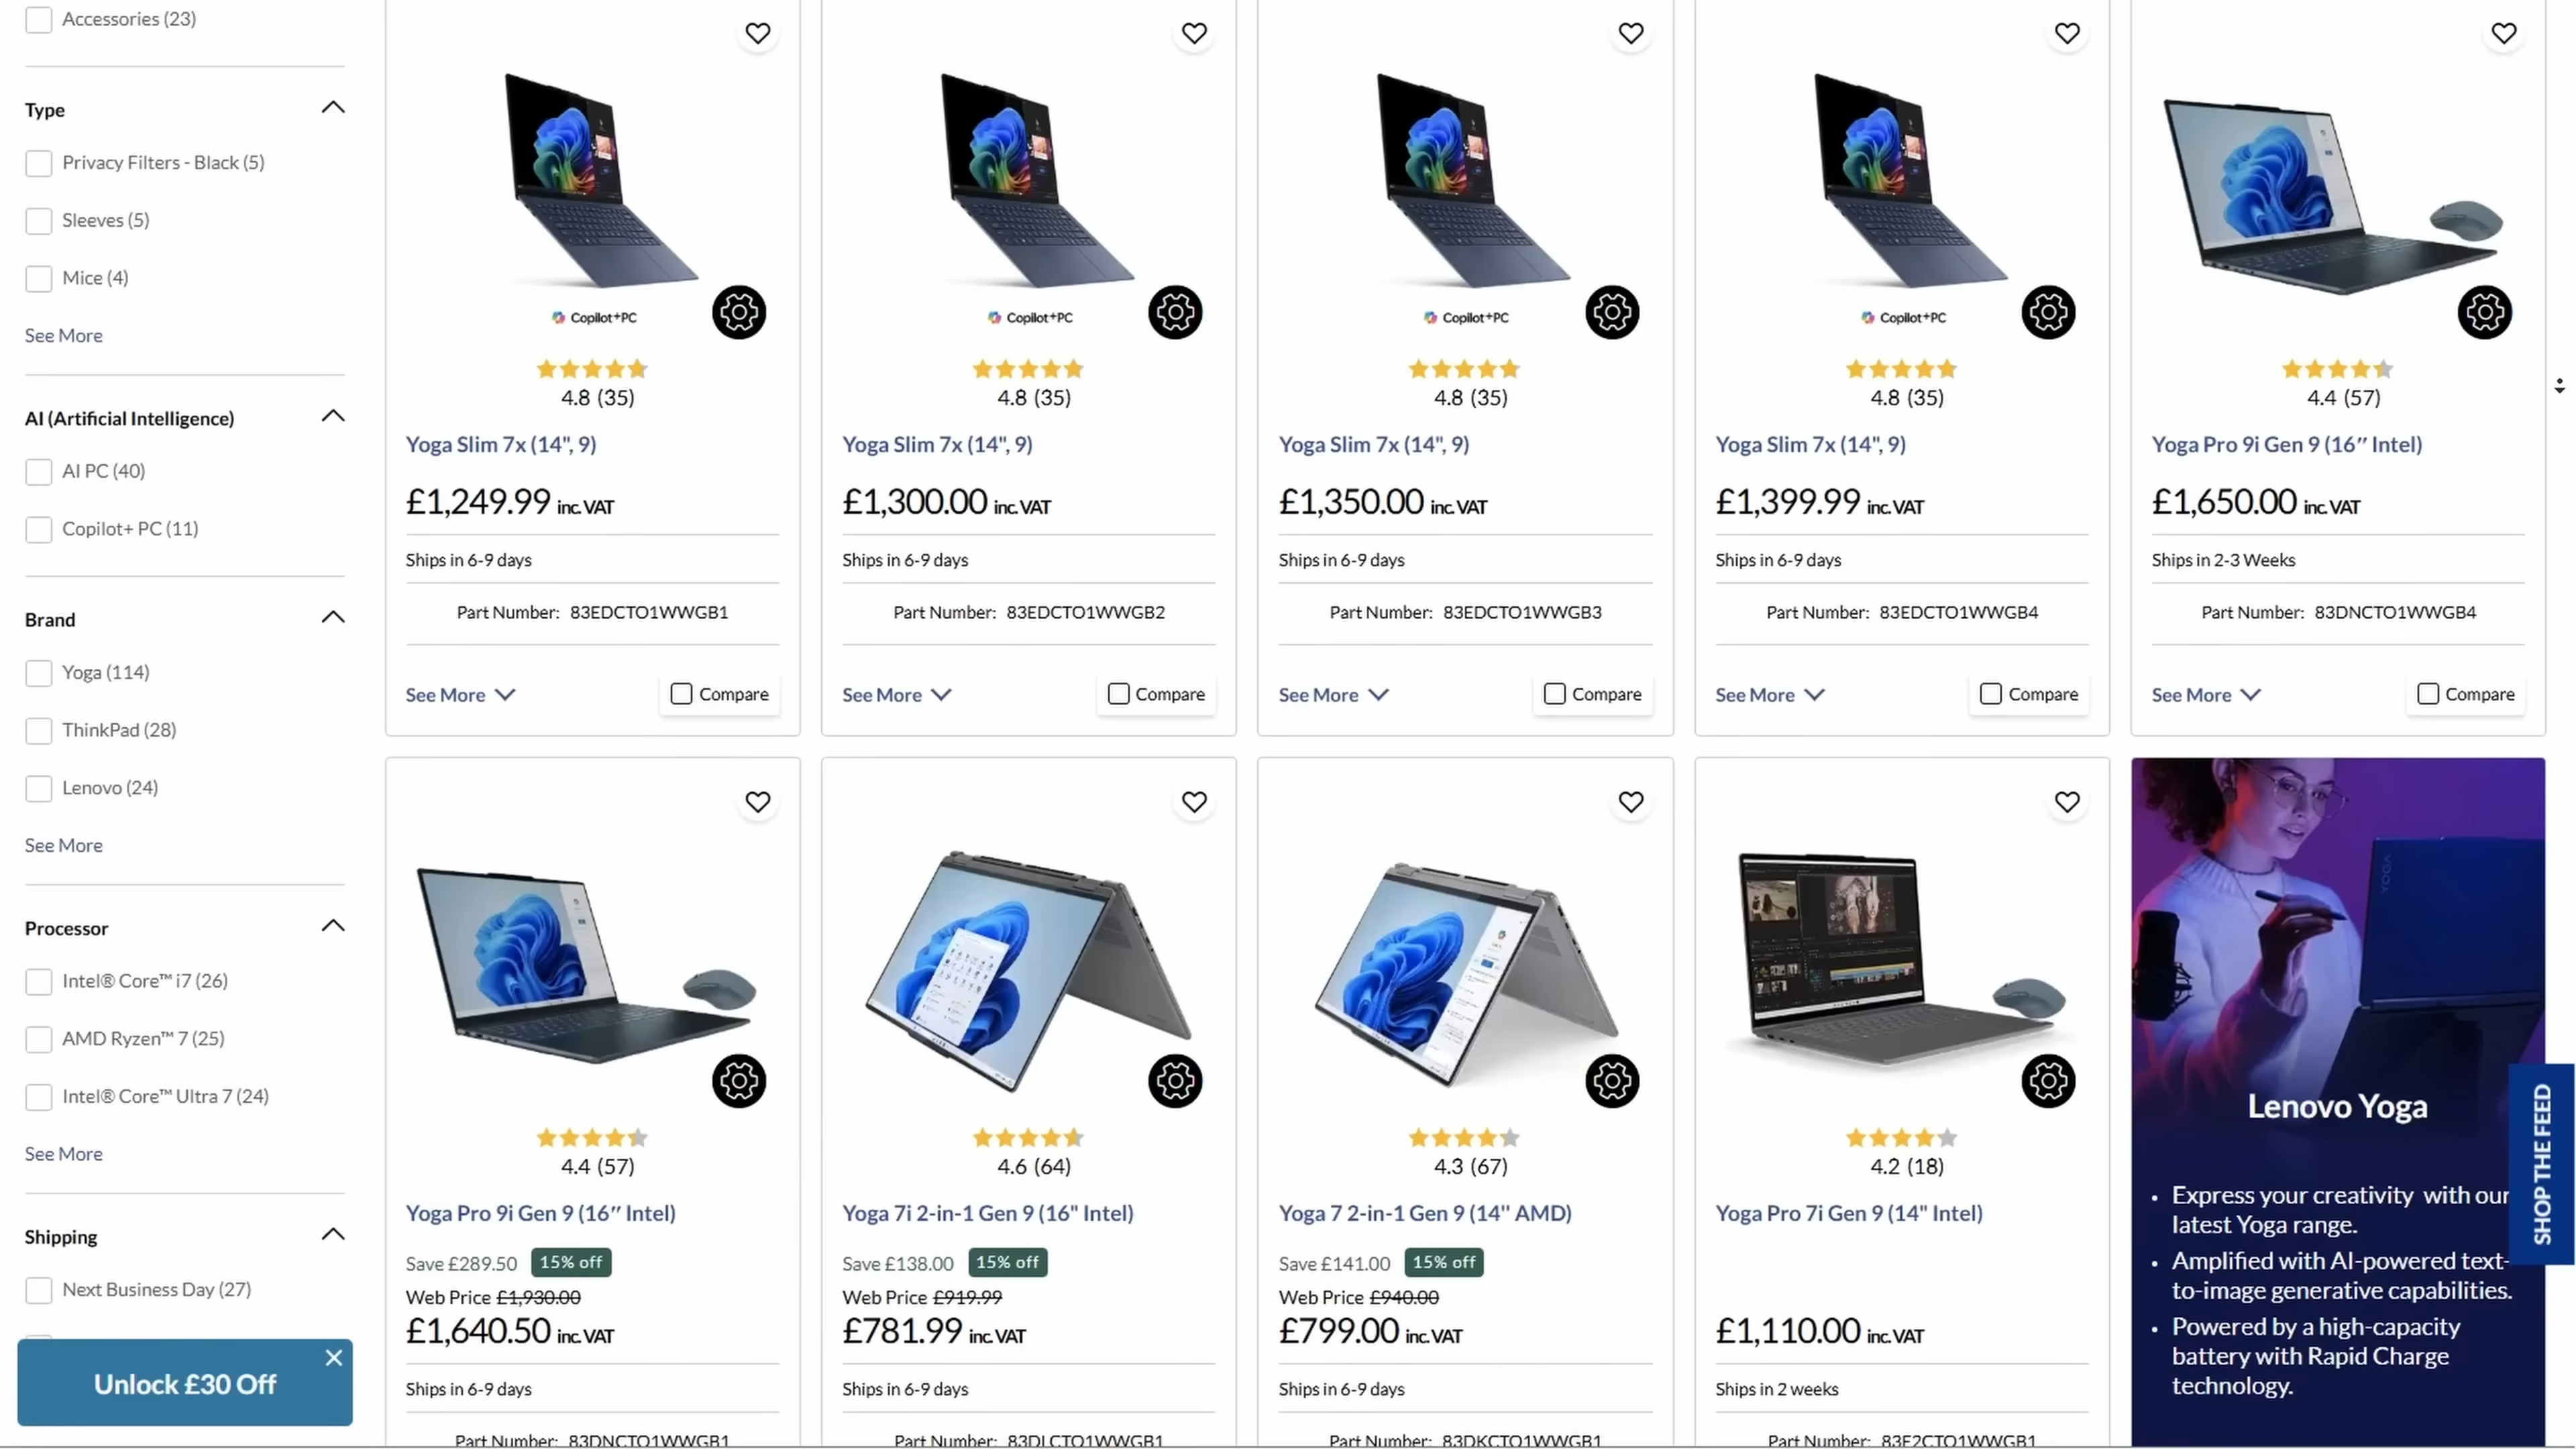 Accessories (23)
Type
Privacy Filters - Black (5)
Sleeves (5)
Mice (4)
See More
AI (Artificial Intelligence)
AI PC (40)
Copilot+ PC (11)
Brand
Yoga (114)
ThinkPad (28)
Lenovo (24)
See More
Processor
Intel® Core™ i7 (26)
AMD Ryzen™ 7 (25)
Intel® Core™ Ultra 7 (24)
See More
Shipping
Next Business Day (27)
Unlock £30 Off
Copilot+PC
4.8 (35)
Yoga Slim 7x (14", 9)
£1,249.99 inc. VAT
Ships in 6-9 days
Part Number: 83EDCTO1WWGB1
See More
Compare
Copilot+PC
4.8 (35)
Yoga Slim 7x (14", 9)
£1,300.00 inc. VAT
Ships in 6-9 days
Part Number: 83EDCTO1WWGB2
See More
Compare
Copilot+PC
4.8 (35)
Yoga Slim 7x (14", 9)
£1,350.00 inc. VAT
Ships in 6-9 days
Part Number: 83EDCTO1WWGB3
See More
Compare
Copilot+PC
4.8 (35)
Yoga Slim 7x (14", 9)
£1,399.99 inc. VAT
Ships in 6-9 days
Part Number: 83EDCTO1WWGB4
See More
Compare
4.4 (57)
Yoga Pro 9i Gen 9 (16″ Intel)
£1,650.00 inc. VAT
Ships in 2-3 Weeks
Part Number: 83DNCTO1WWGB4
See More
Compare
4.4 (57)
Yoga Pro 9i Gen 9 (16″ Intel)
Save £289.50 15% off
Web Price £1,930.00
£1,640.50 inc. VAT
Ships in 6-9 days
Part Number: 83DNCTO1WWGB1
4.6 (64)
Yoga 7i 2-in-1 Gen 9 (16" Intel)
Save £138.00 15% off
Web Price £919.99
£781.99 inc. VAT
Ships in 6-9 days
Part Number: 83DLCTO1WWGB1
4.3 (67)
Yoga 7 2-in-1 Gen 9 (14'' AMD)
Save £141.00 15% off
Web Price £940.00
£799.00 inc. VAT
Ships in 6-9 days
Part Number: 83DKCTO1WWGB1
4.2 (18)
Yoga Pro 7i Gen 9 (14" Intel)
£1,110.00 inc. VAT
Ships in 2 weeks
Part Number: 83F2CTO1WWGB1
YOGA
Lenovo Yoga
• Express your creativity with our
latest Yoga range.
• Amplified with AI-powered text-
to-image generative capabilities.
• Powered by a high-capacity
battery with Rapid Charge
technology.
SHOP THE FEED